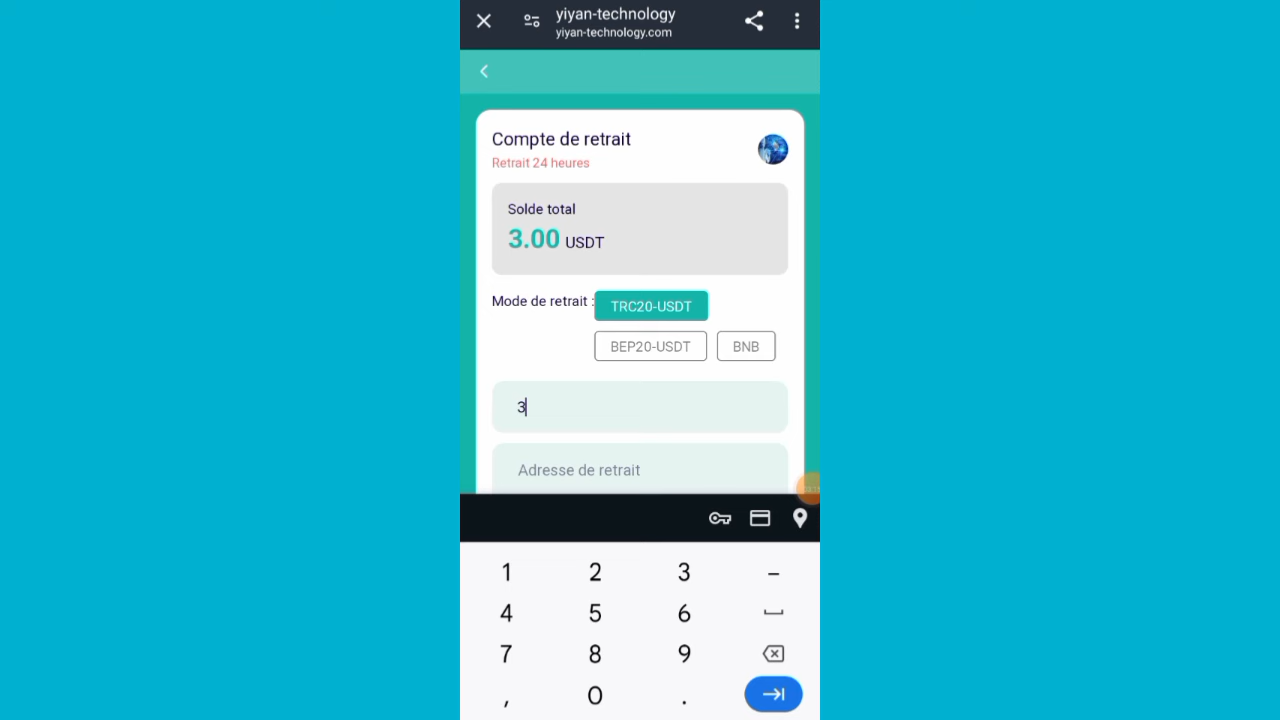 yiyan-technology
yiyan-technology.com
Compte de retrait
Retrait 24 heures
Solde total
3.00 USDT
Mode de retrait : TRC20-USDT
BEP20-USDT BNB
3
Adresse de retrait
1 2 3 –
4 5 6
7 8 9
, 0 .